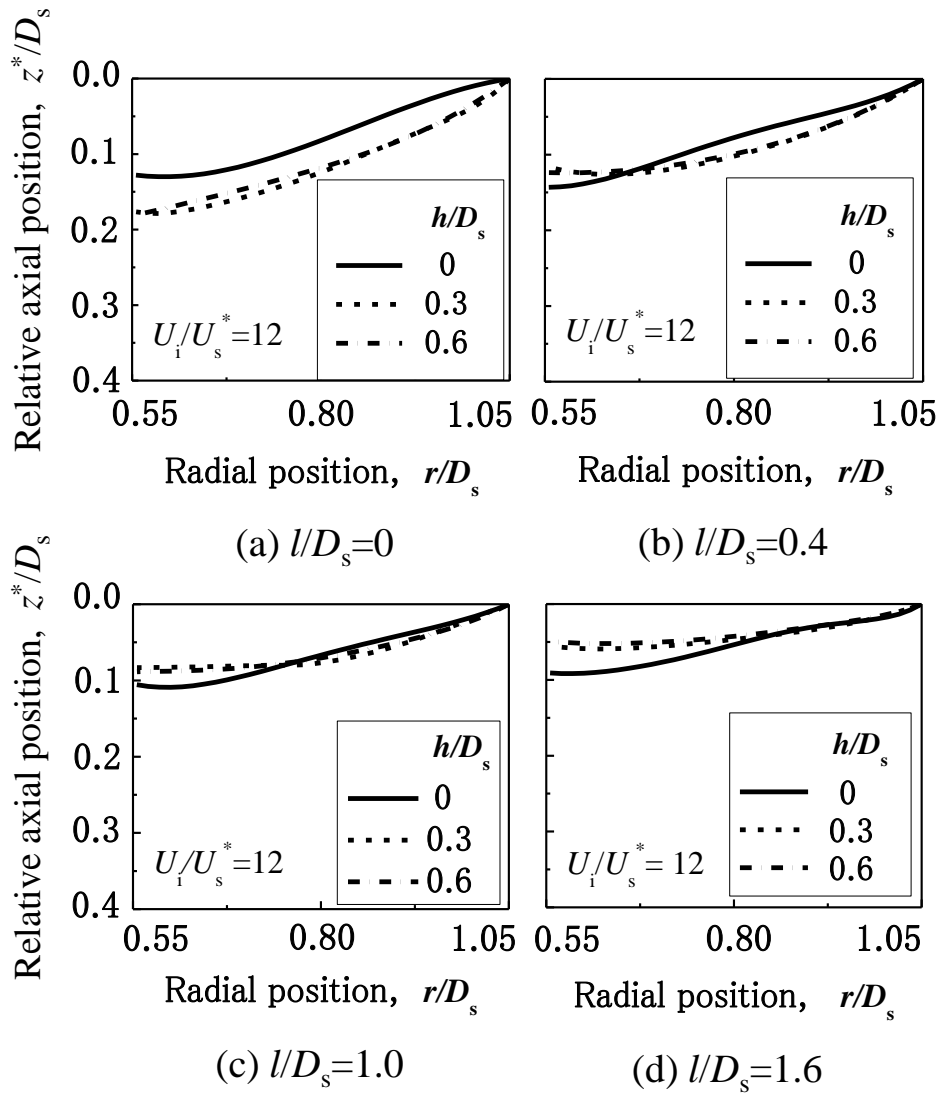 Relative axial position, z*/Dₛ
0.0
0.1
0.2
0.3
0.4
h/Dₛ
0
0.3
0.6
Uᵢ/Uₛ*=12
0.55 0.80 1.05
Radial position, r/Dₛ
(a) l/Dₛ=0
h/Dₛ
0
0.3
0.6
Uᵢ/Uₛ*=12
0.55 0.80 1.05
Radial position, r/Dₛ
(b) l/Dₛ=0.4
Relative axial position, z*/Dₛ
0.0
0.1
0.2
0.3
0.4
h/Dₛ
0
0.3
0.6
Uᵢ/Uₛ*=12
0.55 0.80 1.05
Radial position, r/Dₛ
(c) l/Dₛ=1.0
h/Dₛ
0
0.3
0.6
Uᵢ/Uₛ*= 12
0.55 0.80 1.05
Radial position, r/Dₛ
(d) l/Dₛ=1.6